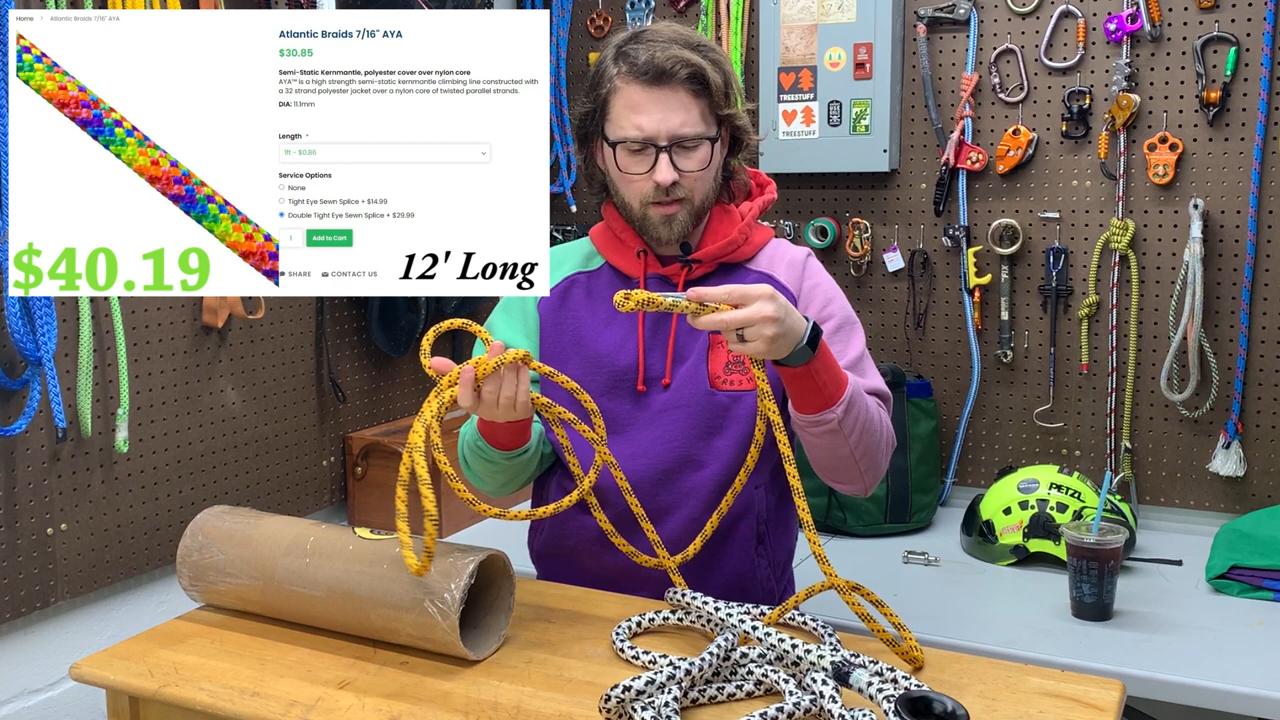 Home > Atlantic Braids 7/16" AYA
Atlantic Braids 7/16" AYA
$30.85
Semi-Static Kernmantle, polyester cover over nylon core
AYA™ is a high strength semi-static kernmantle climbing line constructed with
a 32 strand polyester jacket over a nylon core of twisted parallel strands.
DIA: 11.1mm
Length *
1ft - $0.86
Service Options
None
Tight Eye Sewn Splice + $14.99
Double Tight Eye Sewn Splice + $29.99
1
Add to Cart
SHARE
CONTACT US
$40.19
12' Long
TREESTUFF
TREESTUFF
FRESH
PETZL